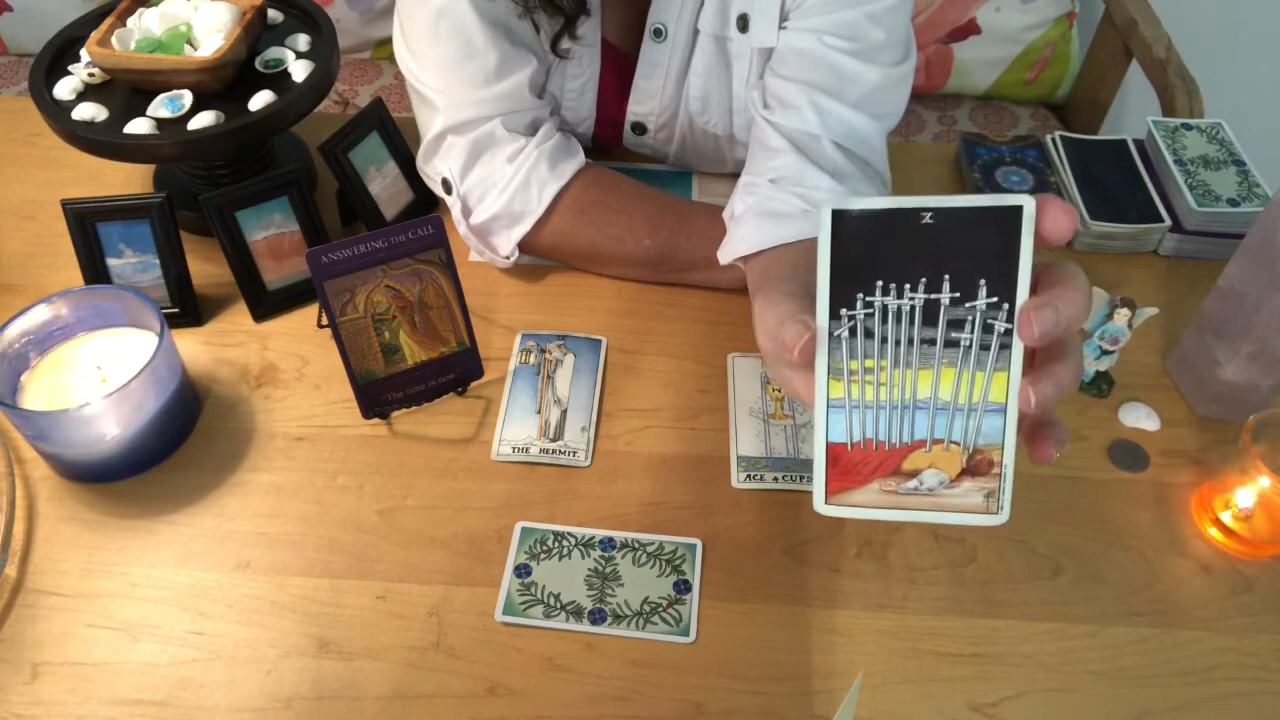 ANSWERING THE CALL
"The time is now"
THE HERMIT.
ACE of CUPS
X